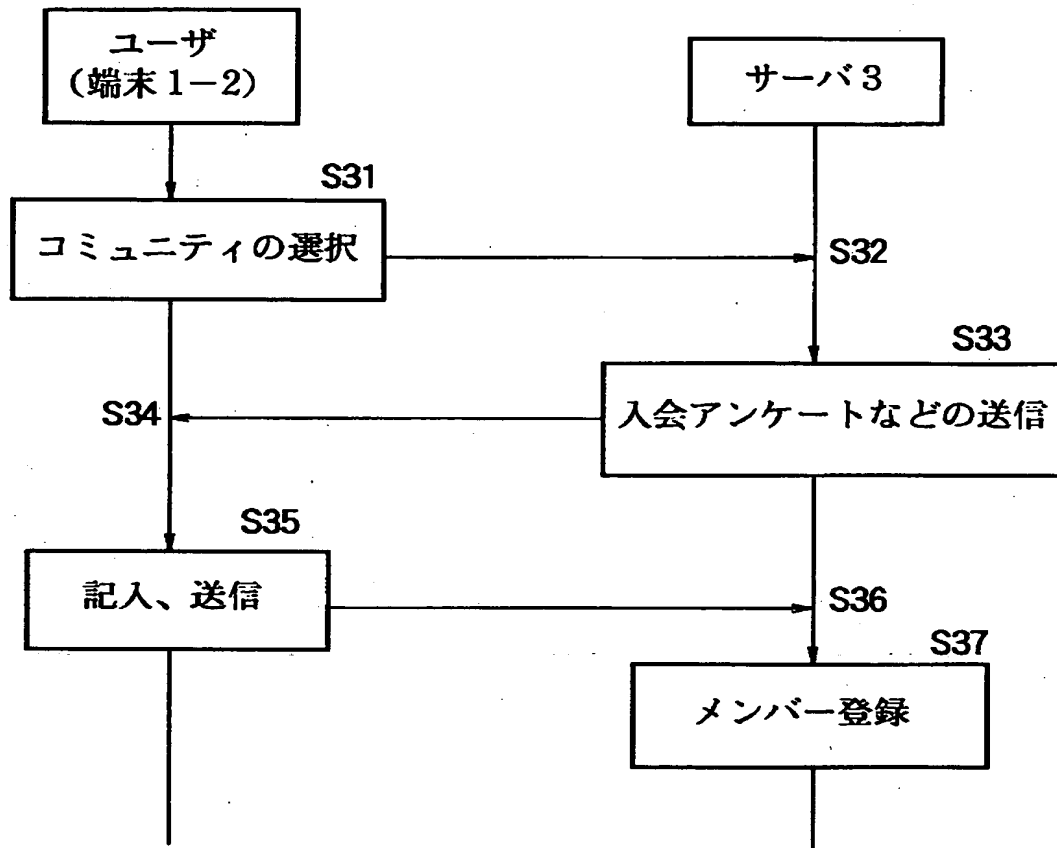 ユーザ
(端末1-2)
サーバ3
S31
コミュニティの選択
S32
S33
入会アンケートなどの送信
S34
S35
記入、送信
S36
S37
メンバー登録